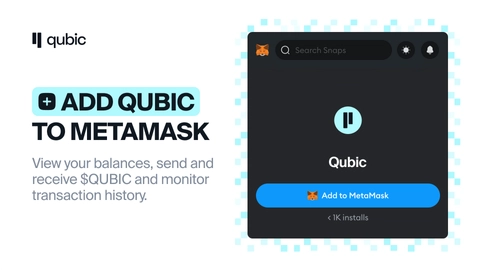 qubic
ADD QUBIC
TO METAMASK
View your balances, send and
receive $QUBIC and monitor
transaction history.
Search Snaps
Qubic
Add to MetaMask
< 1K installs